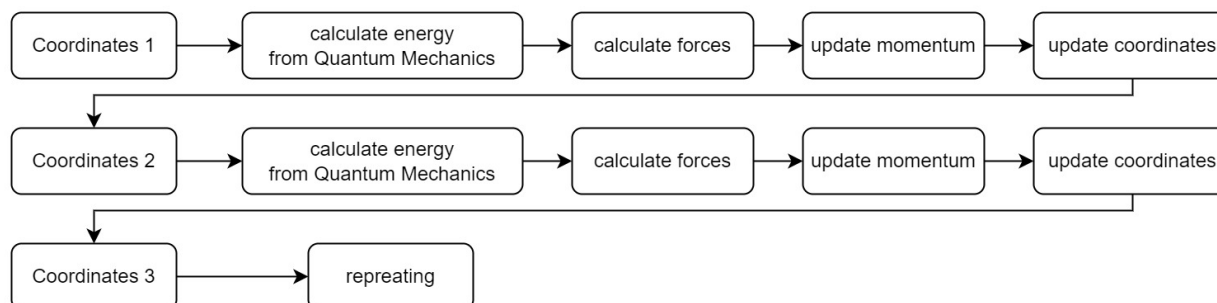 Coordinates 1
calculate energy
from Quantum Mechanics
calculate forces
update momentum
update coordinates
Coordinates 2
calculate energy
from Quantum Mechanics
calculate forces
update momentum
update coordinates
Coordinates 3
repreating